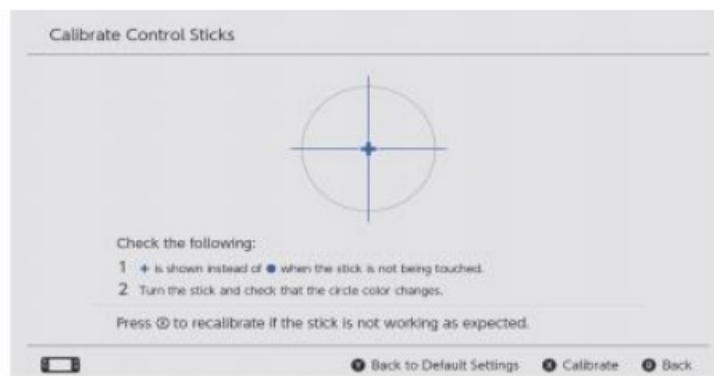 Calibrate Control Sticks
Check the following:
1 + is shown instead of ● when the stick is not being touched.
2 Turn the stick and check that the circle color changes.
Press Ⓧ to recalibrate if the stick is not working as expected.
Back to Default Settings Ⓧ Calibrate Back